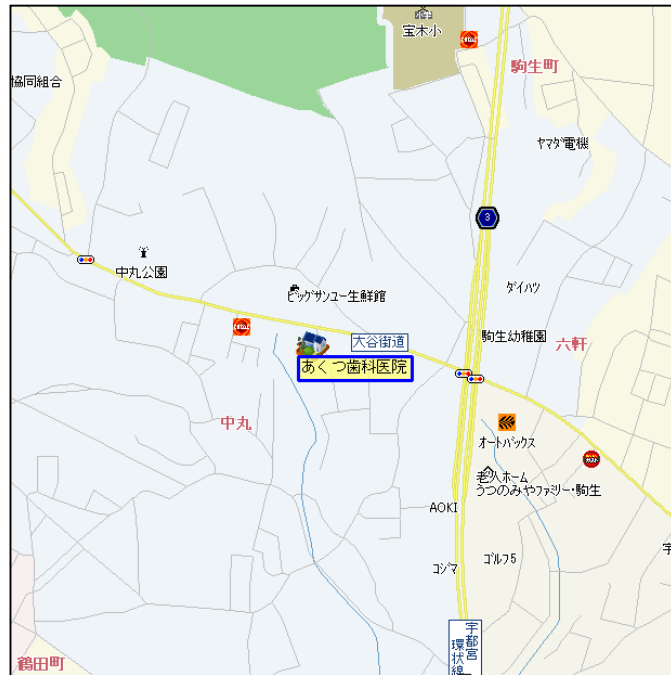 宝木小
駒生町
協同組合
ヤマダ電機
3
中丸公園
ダイハツ
ビッグサンユー生鮮館
大谷街道
駒生幼稚園
六軒
あくつ歯科医院
中丸
オートバックス
老人ホーム
うつのみやファミリー・駒生
AOKI
ゴルフ5
コジマ
宇都宮
環状線
鶴田町